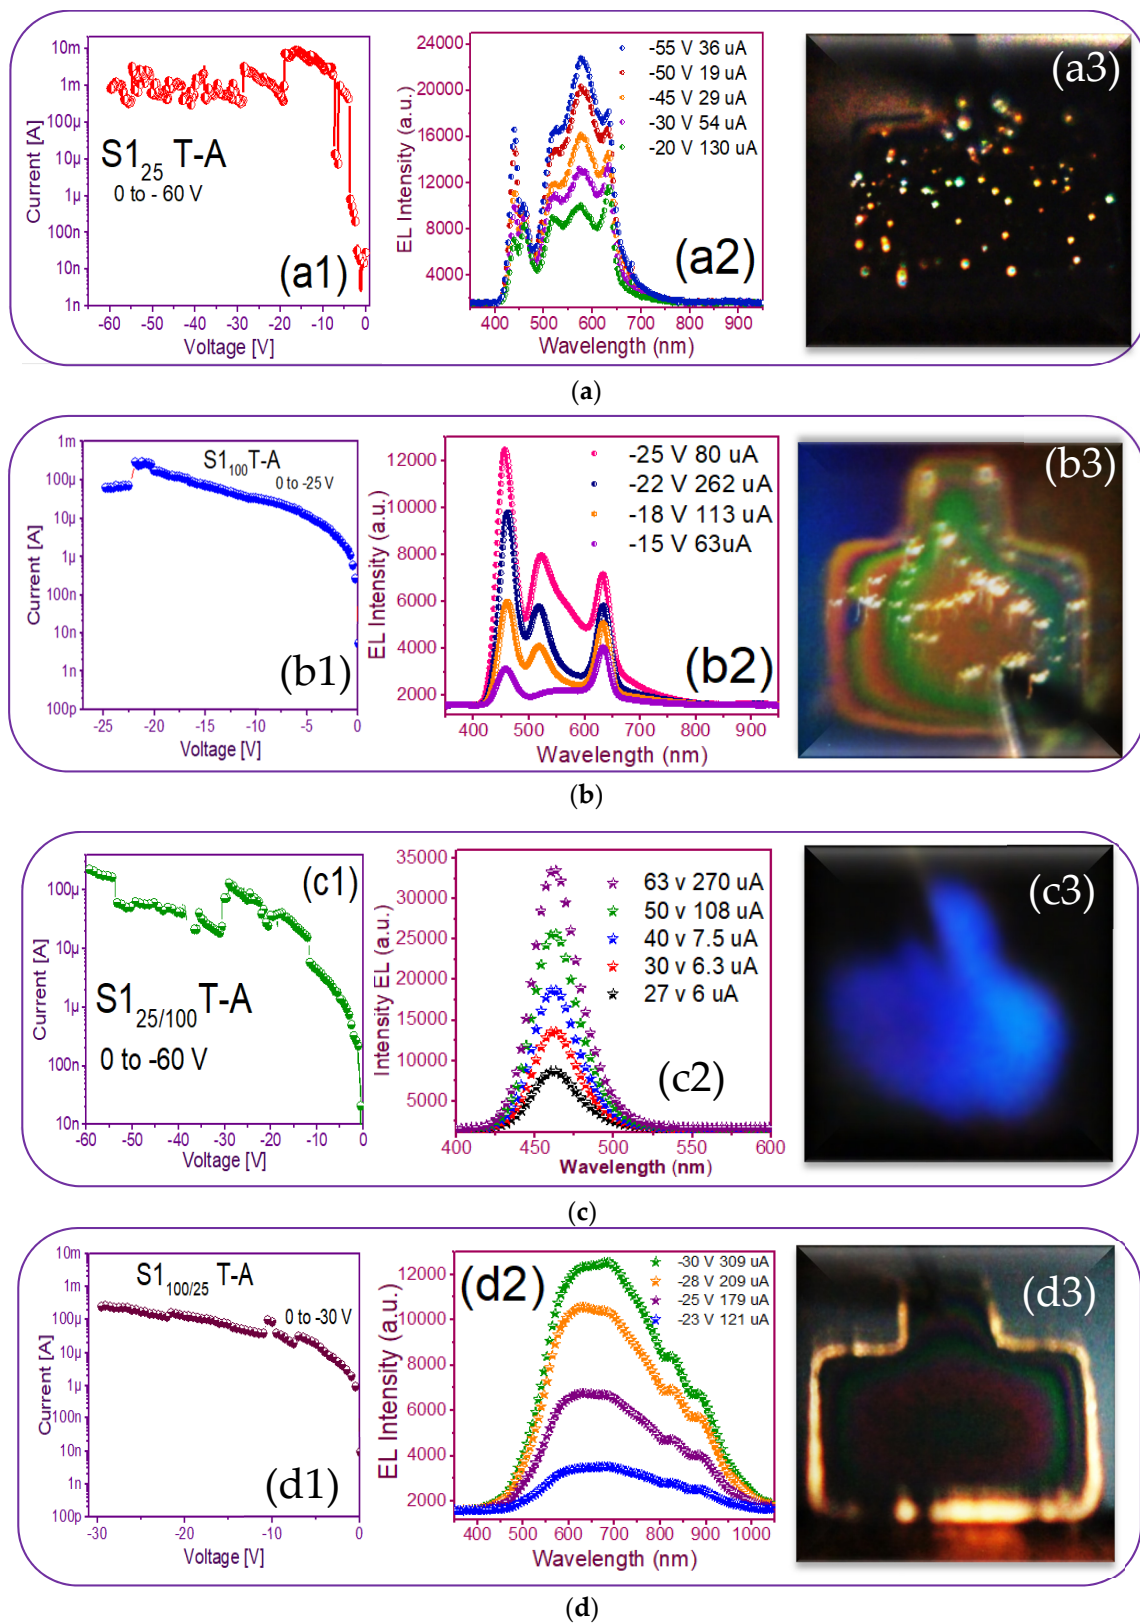 10m
1m
100µ
10µ
1µ
100n
10n
1n
Current [A]
S125 T-A
0 to - 60 V
(a1)
-60 -50 -40 -30 -20 -10 0
Voltage [V]
24000
20000
16000
12000
8000
4000
EL Intensity (a.u.)
-55 V 36 uA
-50 V 19 uA
-45 V 29 uA
-30 V 54 uA
-20 V 130 uA
(a2)
400 500 600 700 800 900
Wavelength (nm)
(a3)
(a)
1m
100µ
10µ
1µ
100n
10n
1n
100p
Current [A]
S1100T-A
0 to -25 V
(b1)
-25 -20 -15 -10 -5 0
Voltage [V]
12000
10000
8000
6000
4000
2000
EL Intensity (a.u.)
-25 V 80 uA
-22 V 262 uA
-18 V 113 uA
-15 V 63uA
(b2)
400 500 600 700 800 900
Wavelength (nm)
(b3)
(b)
100µ
10µ
1µ
100n
10n
Current [A]
(c1)
S125/100 T-A
0 to -60 V
-60 -50 -40 -30 -20 -10 0
Voltage [V]
35000
30000
25000
20000
15000
10000
5000
Intensity EL (a.u.)
63 v 270 uA
50 v 108 uA
40 v 7.5 uA
30 v 6.3 uA
27 v 6 uA
(c2)
400 450 500 550 600
Wavelength (nm)
(c3)
(c)
10m
1m
100µ
10µ
1µ
100n
10n
1n
100p
Current [A]
S1100/25 T-A
0 to -30 V
(d1)
-30 -20 -10 0
Voltage [V]
12000
10000
8000
6000
4000
2000
EL Intensity (a.u.)
(d2)
-30 V 309 uA
-28 V 209 uA
-25 V 179 uA
-23 V 121 uA
400 500 600 700 800 900 1000
Wavelength (nm)
(d3)
(d)